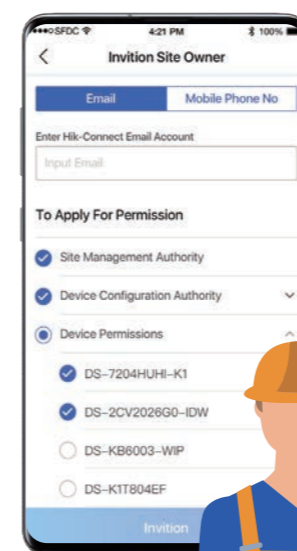 SFDC 4:21 PM 100%
Invition Site Owner
Email Mobile Phone No
Enter Hik-Connect Email Account
Input Email
To Apply For Permission
Site Management Authority
Device Configuration Authority
Device Permissions
DS-7204HUHI-K1
DS-2CV2026G0-IDW
DS-KB6003-WIP
DS-K1T804EF
Invition